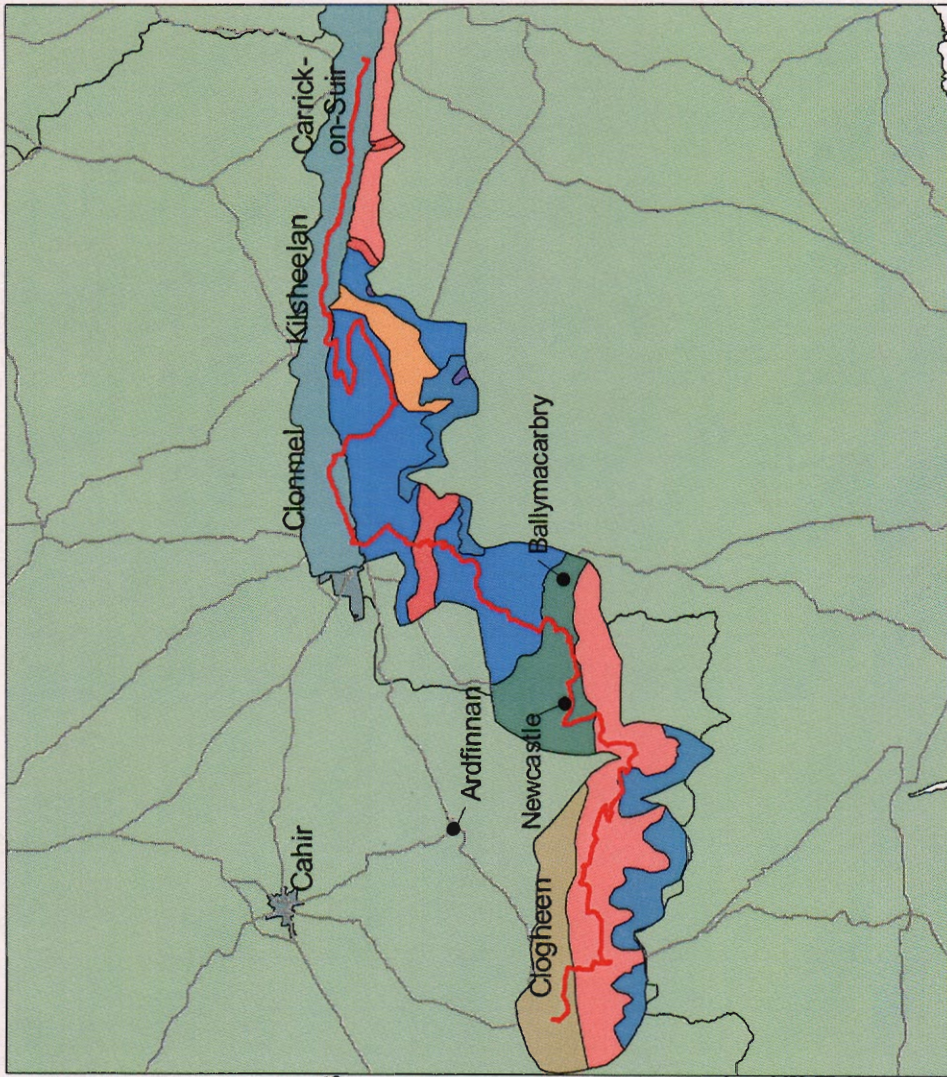 Carrick-
on-Suir
Kilsheelan
Clonmel
Ballymacarbry
Ardfinnan
Newcastle
Cahir
Clogheen